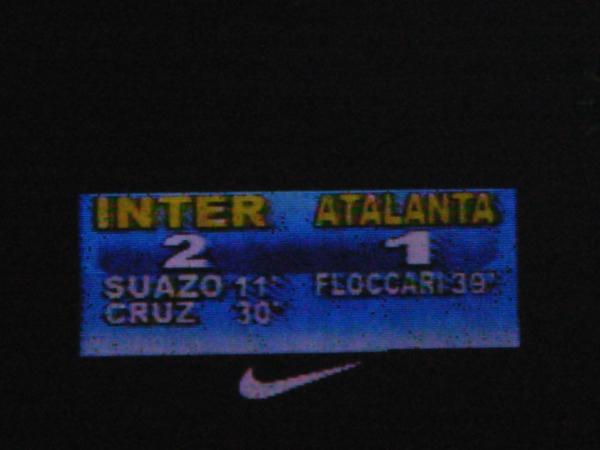 INTER ATALANTA
2 1
SUAZO 11' FLOCCARI 39'
CRUZ 30'